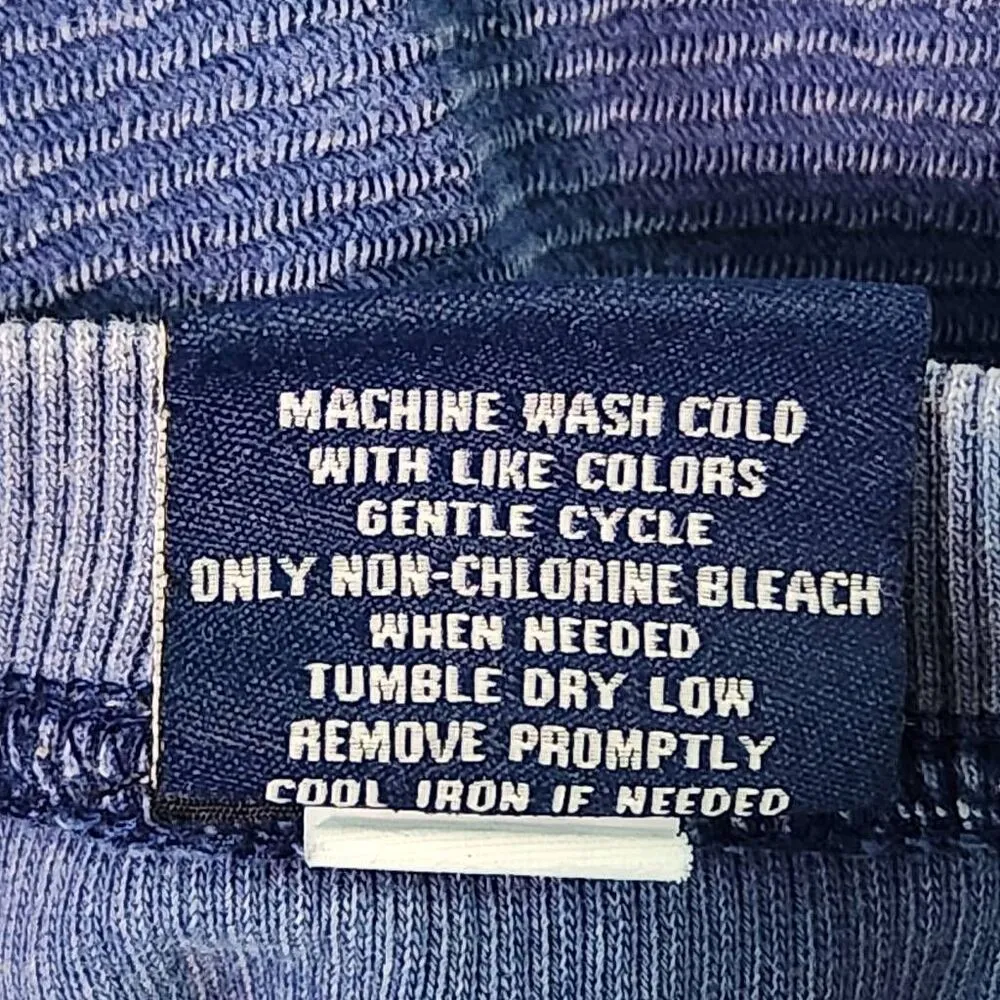 MACHINE WASH COLD
WITH LIKE COLORS
GENTLE CYCLE
ONLY NON-CHLORINE BLEACH
WHEN NEEDED
TUMBLE DRY LOW
REMOVE PROMPTLY
COOL IRON IF NEEDED